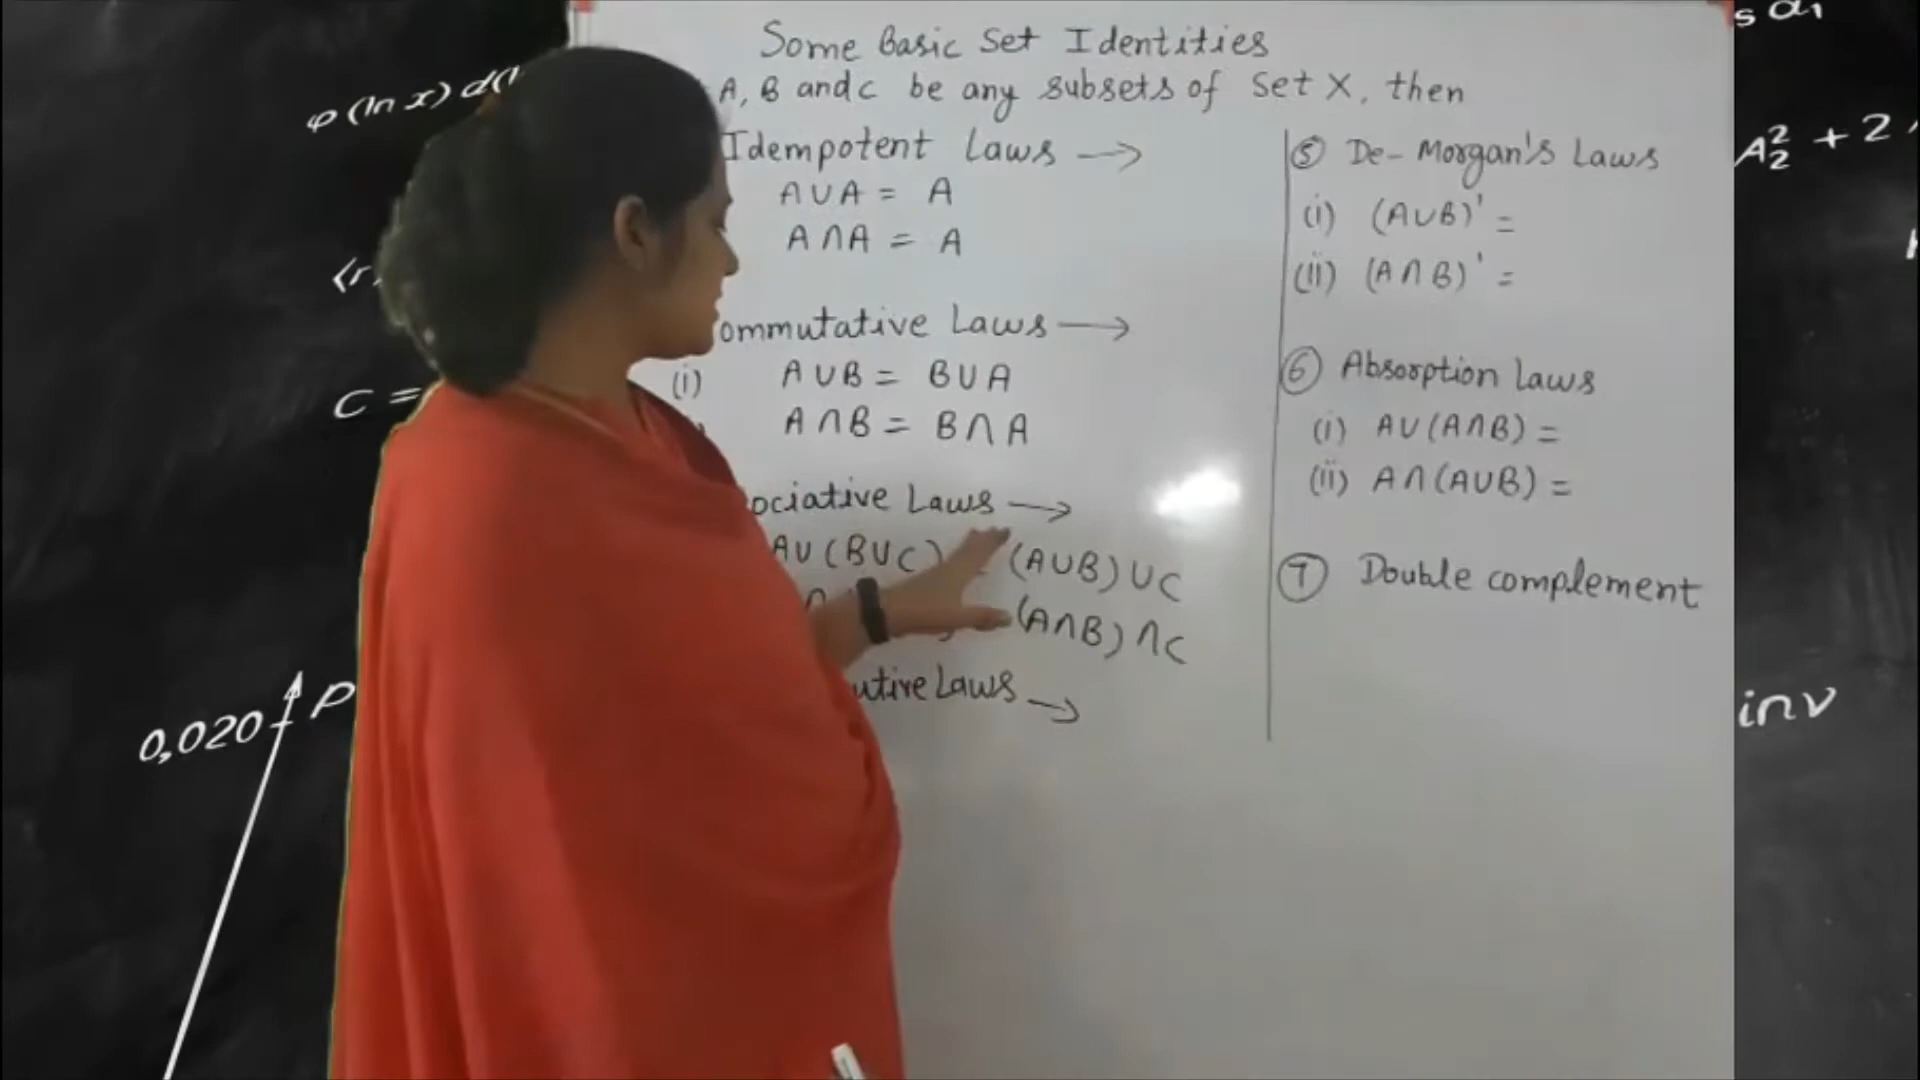 Some Basic Set Identities
A, B and C be any subsets of Set X, then
Idempotent Laws →
A∪A = A
A∩A = A
ommutative Laws →
(i) A∪B = B∪A
A∩B = B∩A
ociative Laws →
A∪(B∪C) = (A∪B)∪C
∩ (A∩B)∩C
utive Laws →
⑤ De-Morgan's Laws
(i) (A∪B)' =
(ii) (A∩B)' =
⑥ Absorption Laws
(i) A∪(A∩B) =
(ii) A∩(A∪B) =
⑦ Double complement
φ(ln x) d(l
C =
0,020 P
s
A₂² + 2
inv